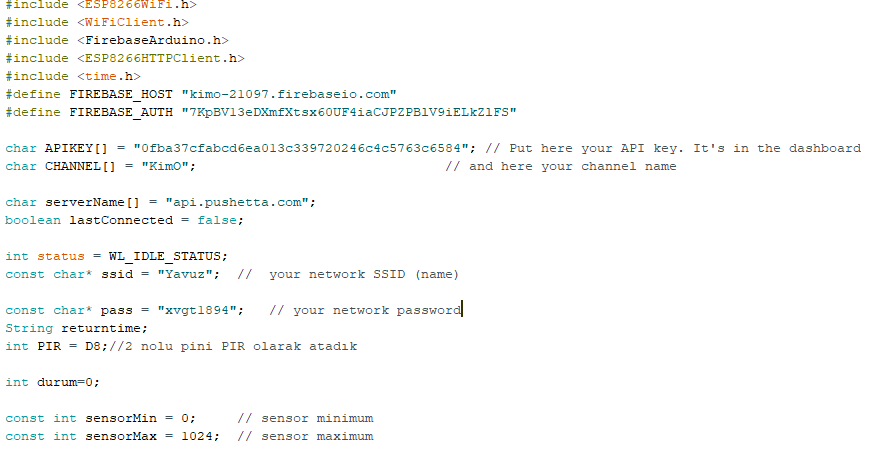 #include <ESP8266WiFi.h>
#include <WiFiClient.h>
#include <FirebaseArduino.h>
#include <ESP8266HTTPClient.h>
#include <time.h>
#define FIREBASE_HOST "kimo-21097.firebaseio.com"
#define FIREBASE_AUTH "7KpBVl3eDXmfXtsx60UF4iaCJPZPBlV9iELkZlFS"
char APIKEY[] = "0fba37cfabcd6ea013c339720246c4c5763c6584"; // Put here your API key. It's in the dashboard
char CHANNEL[] = "KimO"; // and here your channel name
char serverName[] = "api.pushetta.com";
boolean lastConnected = false;
int status = WL_IDLE_STATUS;
const char* ssid = "Yavuz"; // your network SSID (name)
const char* pass = "xvgt1894"; // your network password
String returntime;
int PIR = D8;//2 nolu pini PIR olarak atadık
int durum=0;
const int sensorMin = 0; // sensor minimum
const int sensorMax = 1024; // sensor maximum